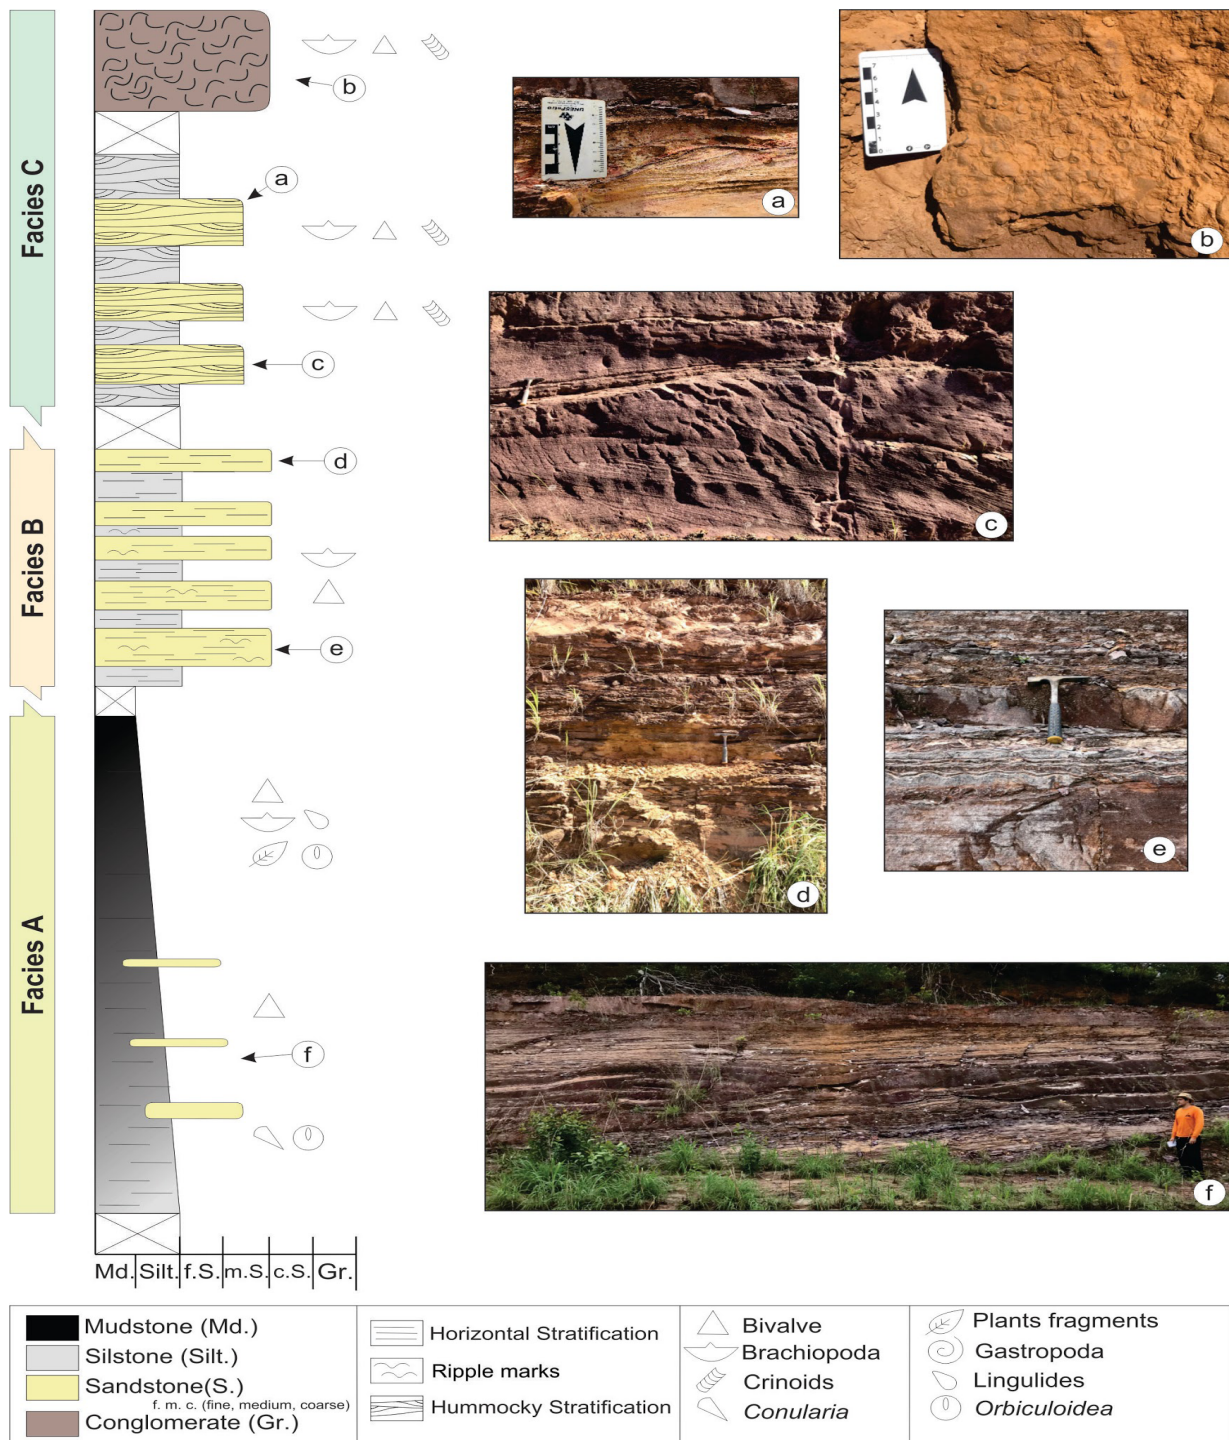 Facies C
Facies B
Facies A
b
a
c
d
e
f
a
b
c
d
e
f
Md.
Silt.
f.S.
m.S.
c.S.
Gr.
Mudstone (Md.)
Silstone (Silt.)
Sandstone(S.)
f. m. c. (fine, medium, coarse)
Conglomerate (Gr.)
Horizontal Stratification
Ripple marks
Hummocky Stratification
Bivalve
Brachiopoda
Crinoids
Conularia
Plants fragments
Gastropoda
Lingulides
Orbiculoidea